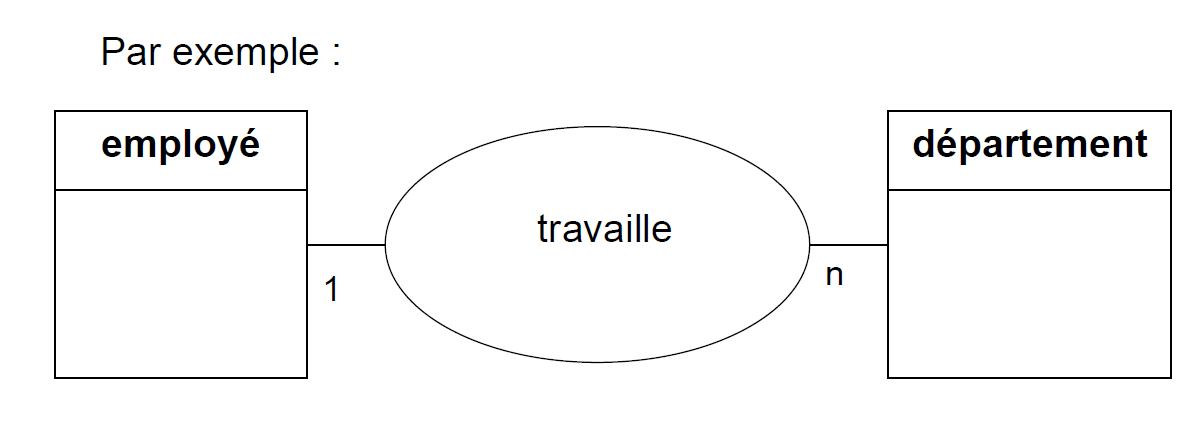 Par exemple :
employé
département
travaille
1
n